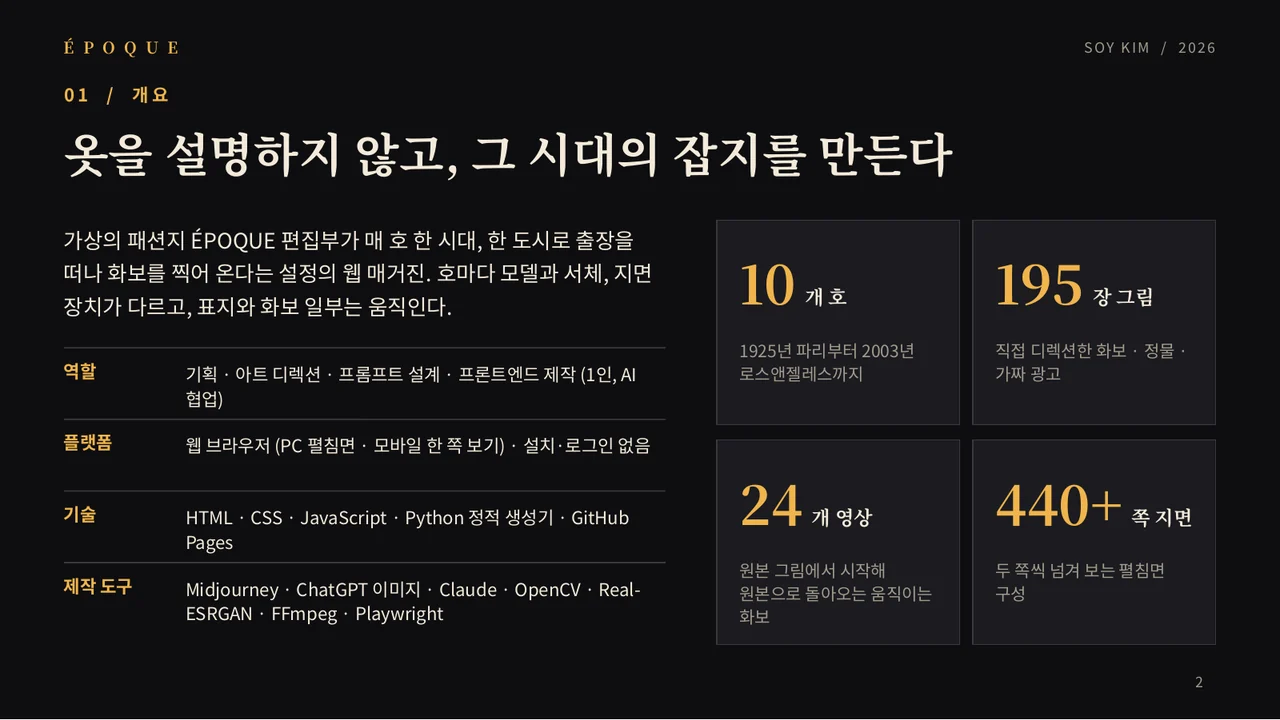 ÉPOQUE
SOY KIM / 2026
01 / 개요
옷을 설명하지 않고, 그 시대의 잡지를 만든다
가상의 패션지 ÉPOQUE 편집부가 매 호 한 시대, 한 도시로 출장을
떠나 화보를 찍어 온다는 설정의 웹 매거진. 호마다 모델과 서체, 지면
장치가 다르고, 표지와 화보 일부는 움직인다.
역할
기획 · 아트 디렉션 · 프롬프트 설계 · 프론트엔드 제작 (1인, AI
협업)
플랫폼
웹 브라우저 (PC 펼침면 · 모바일 한 쪽 보기) · 설치·로그인 없음
기술
HTML · CSS · JavaScript · Python 정적 생성기 · GitHub
Pages
제작 도구
Midjourney · ChatGPT 이미지 · Claude · OpenCV · Real-
ESRGAN · FFmpeg · Playwright
10 개 호
1925년 파리부터 2003년
로스앤젤레스까지
195 장 그림
직접 디렉션한 화보 · 정물 ·
가짜 광고
24 개 영상
원본 그림에서 시작해
원본으로 돌아오는 움직이는
화보
440+ 쪽 지면
두 쪽씩 넘겨 보는 펼침면
구성
2